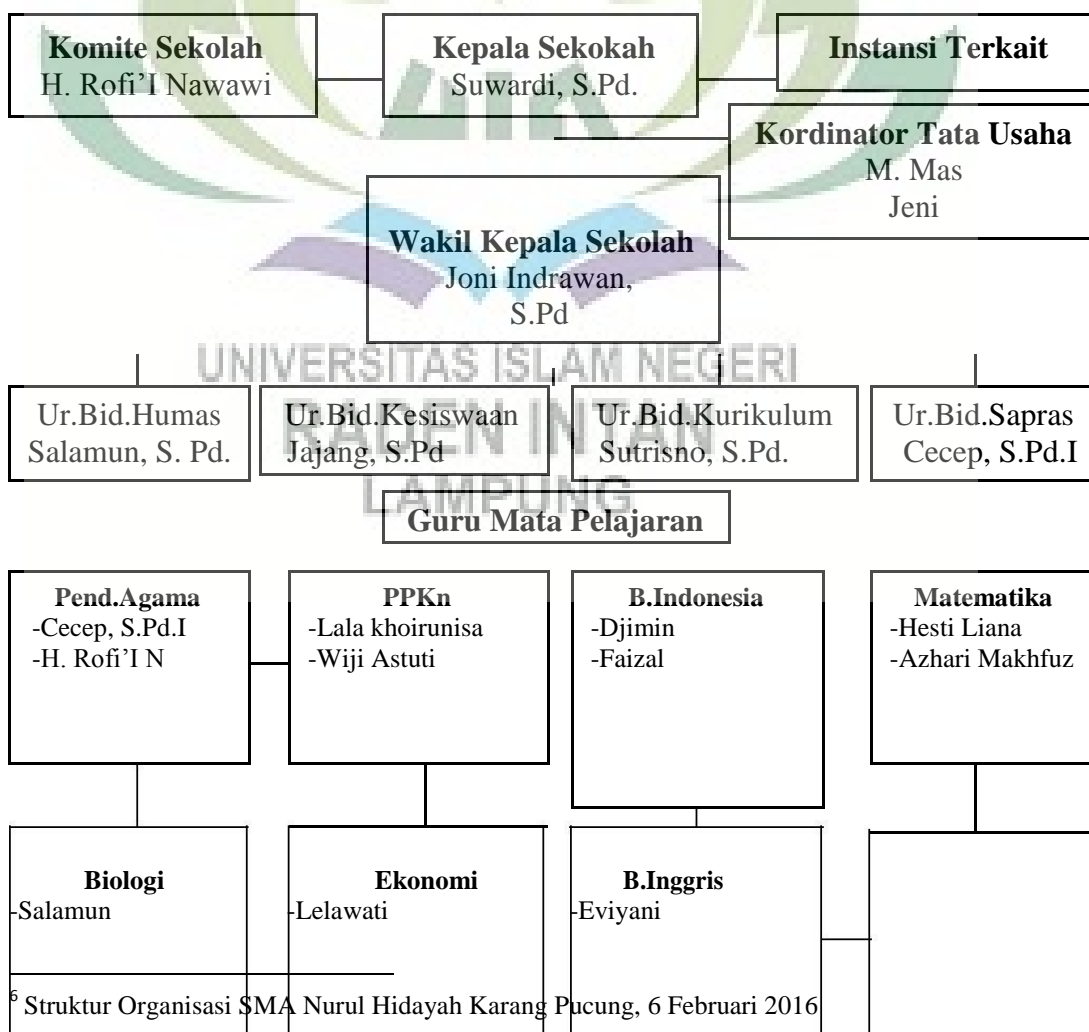 Komite Sekolah
H. Rofi'I Nawawi
Kepala Sekokah
Suwardi, S.Pd.
Instansi Terkait
Kordinator Tata Usaha
M. Mas
Jeni
Wakil Kepala Sekolah
Joni Indrawan,
S.Pd
UNIVERSITAS ISLAM NEGERI
RADEN INTAN
LAMPUNG
Ur.Bid.Humas
Salamun, S. Pd.
Ur.Bid.Kesiswaan
Jajang, S.Pd
Ur.Bid.Kurikulum
Sutrisno, S.Pd.
Ur.Bid.Sapras
Cecep, S.Pd.I
Guru Mata Pelajaran
Pend.Agama
-Cecep, S.Pd.I
-H. Rofi'I N
PPKn
-Lala khoirunisa
-Wiji Astuti
B.Indonesia
-Djimin
-Faizal
Matematika
-Hesti Liana
-Azhari Makhfuz
Biologi
-Salamun
Ekonomi
-Lelawati
B.Inggris
-Eviyani
6 Struktur Organisasi SMA Nurul Hidayah Karang Pucung, 6 Februari 2016